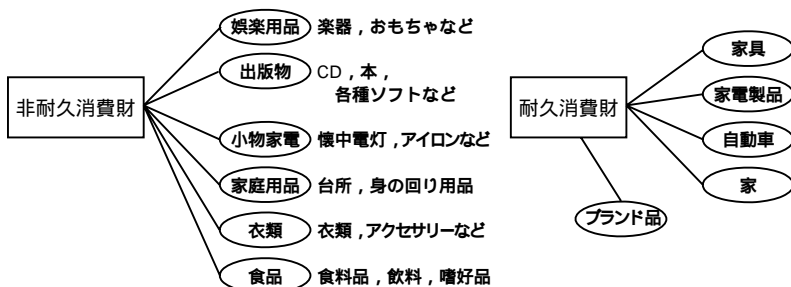 非耐久消費財
娯楽用品 楽器，おもちゃなど
出版物 CD，本，
各種ソフトなど
小物家電 懐中電灯，アイロンなど
家庭用品 台所，身の回り用品
衣類 衣類，アクセサリーなど
食品 食料品，飲料，嗜好品
耐久消費財
家具
家電製品
自動車
家
ブランド品